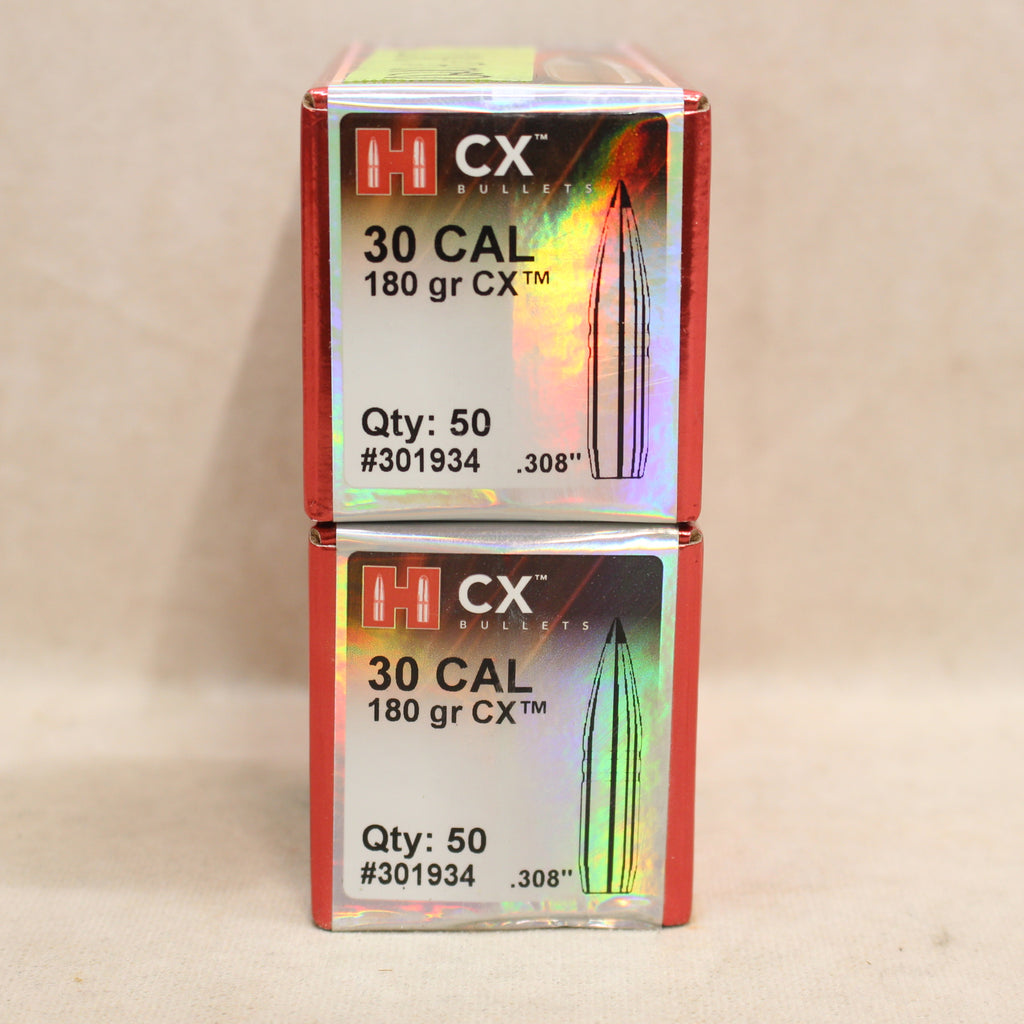 H CX™
BULLETS
30 CAL
180 gr CX™
Qty: 50
#301934 .308"
H CX™
BULLETS
30 CAL
180 gr CX™
Qty: 50
#301934 .308"